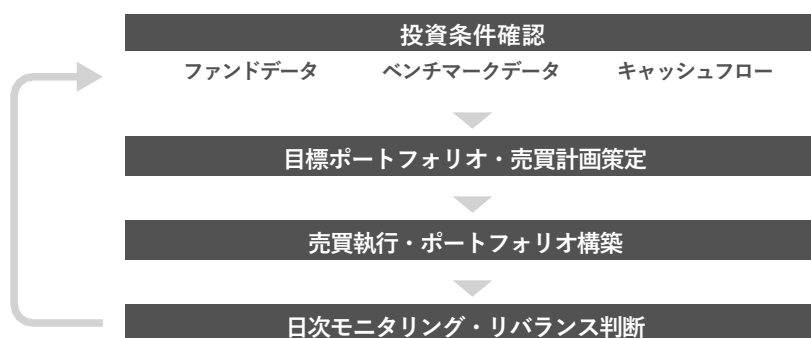 投資条件確認
ファンドデータ ベンチマークデータ キャッシュフロー
目標ポートフォリオ・売買計画策定
売買執行・ポートフォリオ構築
日次モニタリング・リバランス判断